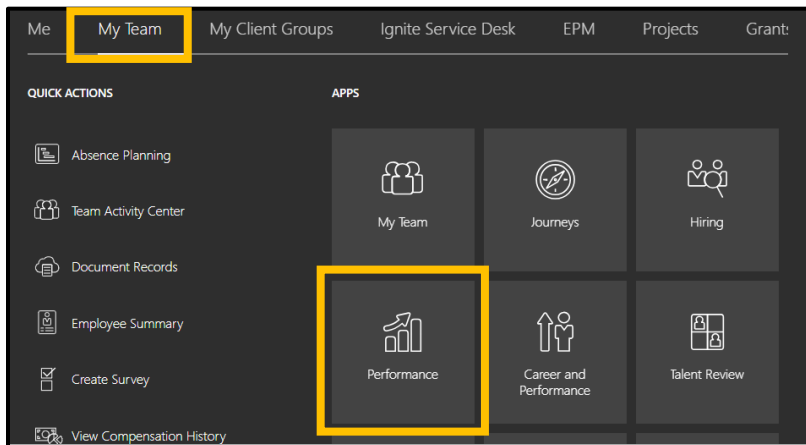 Me My Team My Client Groups Ignite Service Desk EPM Projects Grants
QUICK ACTIONS
Absence Planning
Team Activity Center
Document Records
Employee Summary
Create Survey
View Compensation History
APPS
My Team
Journeys
Hiring
Performance
Career and
Performance
Talent Review